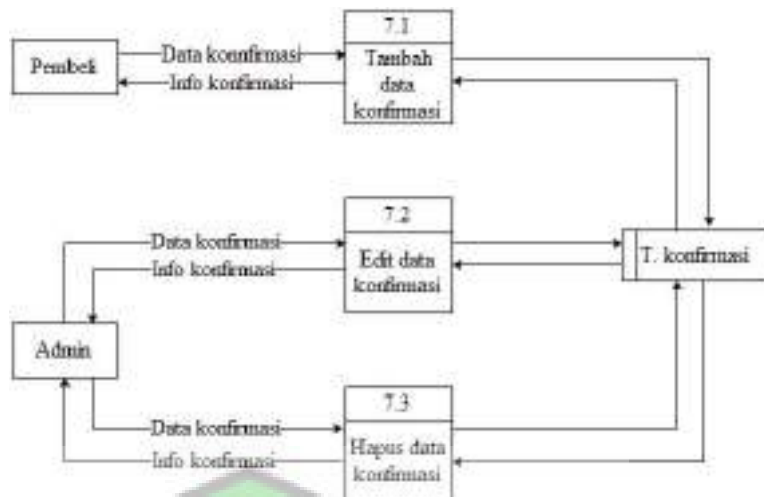 7.1
Pembeli
Data konnfirmasi
Info konfirmasi
Tambah
data
konfirmasi
7.2
Data konfirmasi
Info konfirmasi
Edit data
konfirmasi
T. konfirmasi
Admin
7.3
Data konfirmasi
Info konfirmasi
Hapus data
konfirmasi